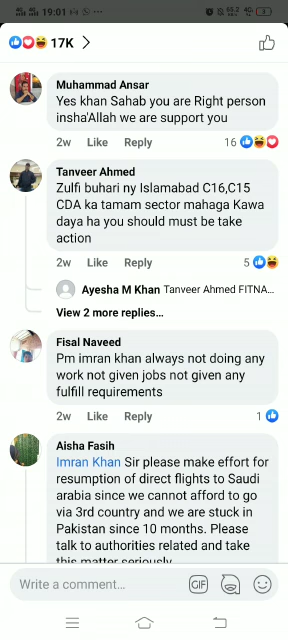 19:01
65.2
4G
17K
Muhammad Ansar
Yes khan Sahab you are Right person
insha'Allah we are support you
2w Like Reply 16
Tanveer Ahmed
Zulfi buhari ny Islamabad C16,C15
CDA ka tamam sector mahaga Kawa
daya ha you should must be take
action
2w Like Reply 5
Ayesha M Khan Tanveer Ahmed FITNA...
View 2 more replies...
Fisal Naveed
Pm imran khan always not doing any
work not given jobs not given any
fulfill requirements
2w Like Reply 1
Aisha Fasih
Imran Khan Sir please make effort for
resumption of direct flights to Saudi
arabia since we cannot afford to go
via 3rd country and we are stuck in
Pakistan since 10 months. Please
talk to authorities related and take
this matter seriously
Write a comment...
GIF